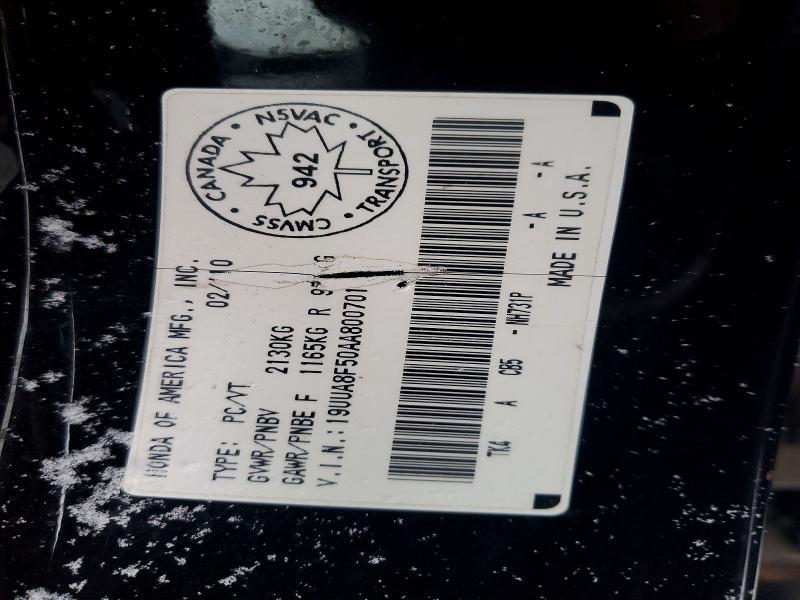 HONDA OF AMERICA MFG., INC.
TYPE: PC/VT 02/'10
GVWR/PNBV 2130KG
GAWR/PNBE F 1165KG R
V.I.N.: 19UUA8F50AA800701
CANADA • NSVAC • TRANSPORT • CMVSS •
942
TK4 A CB5 - NH731P -A -A
MADE IN U.S.A.